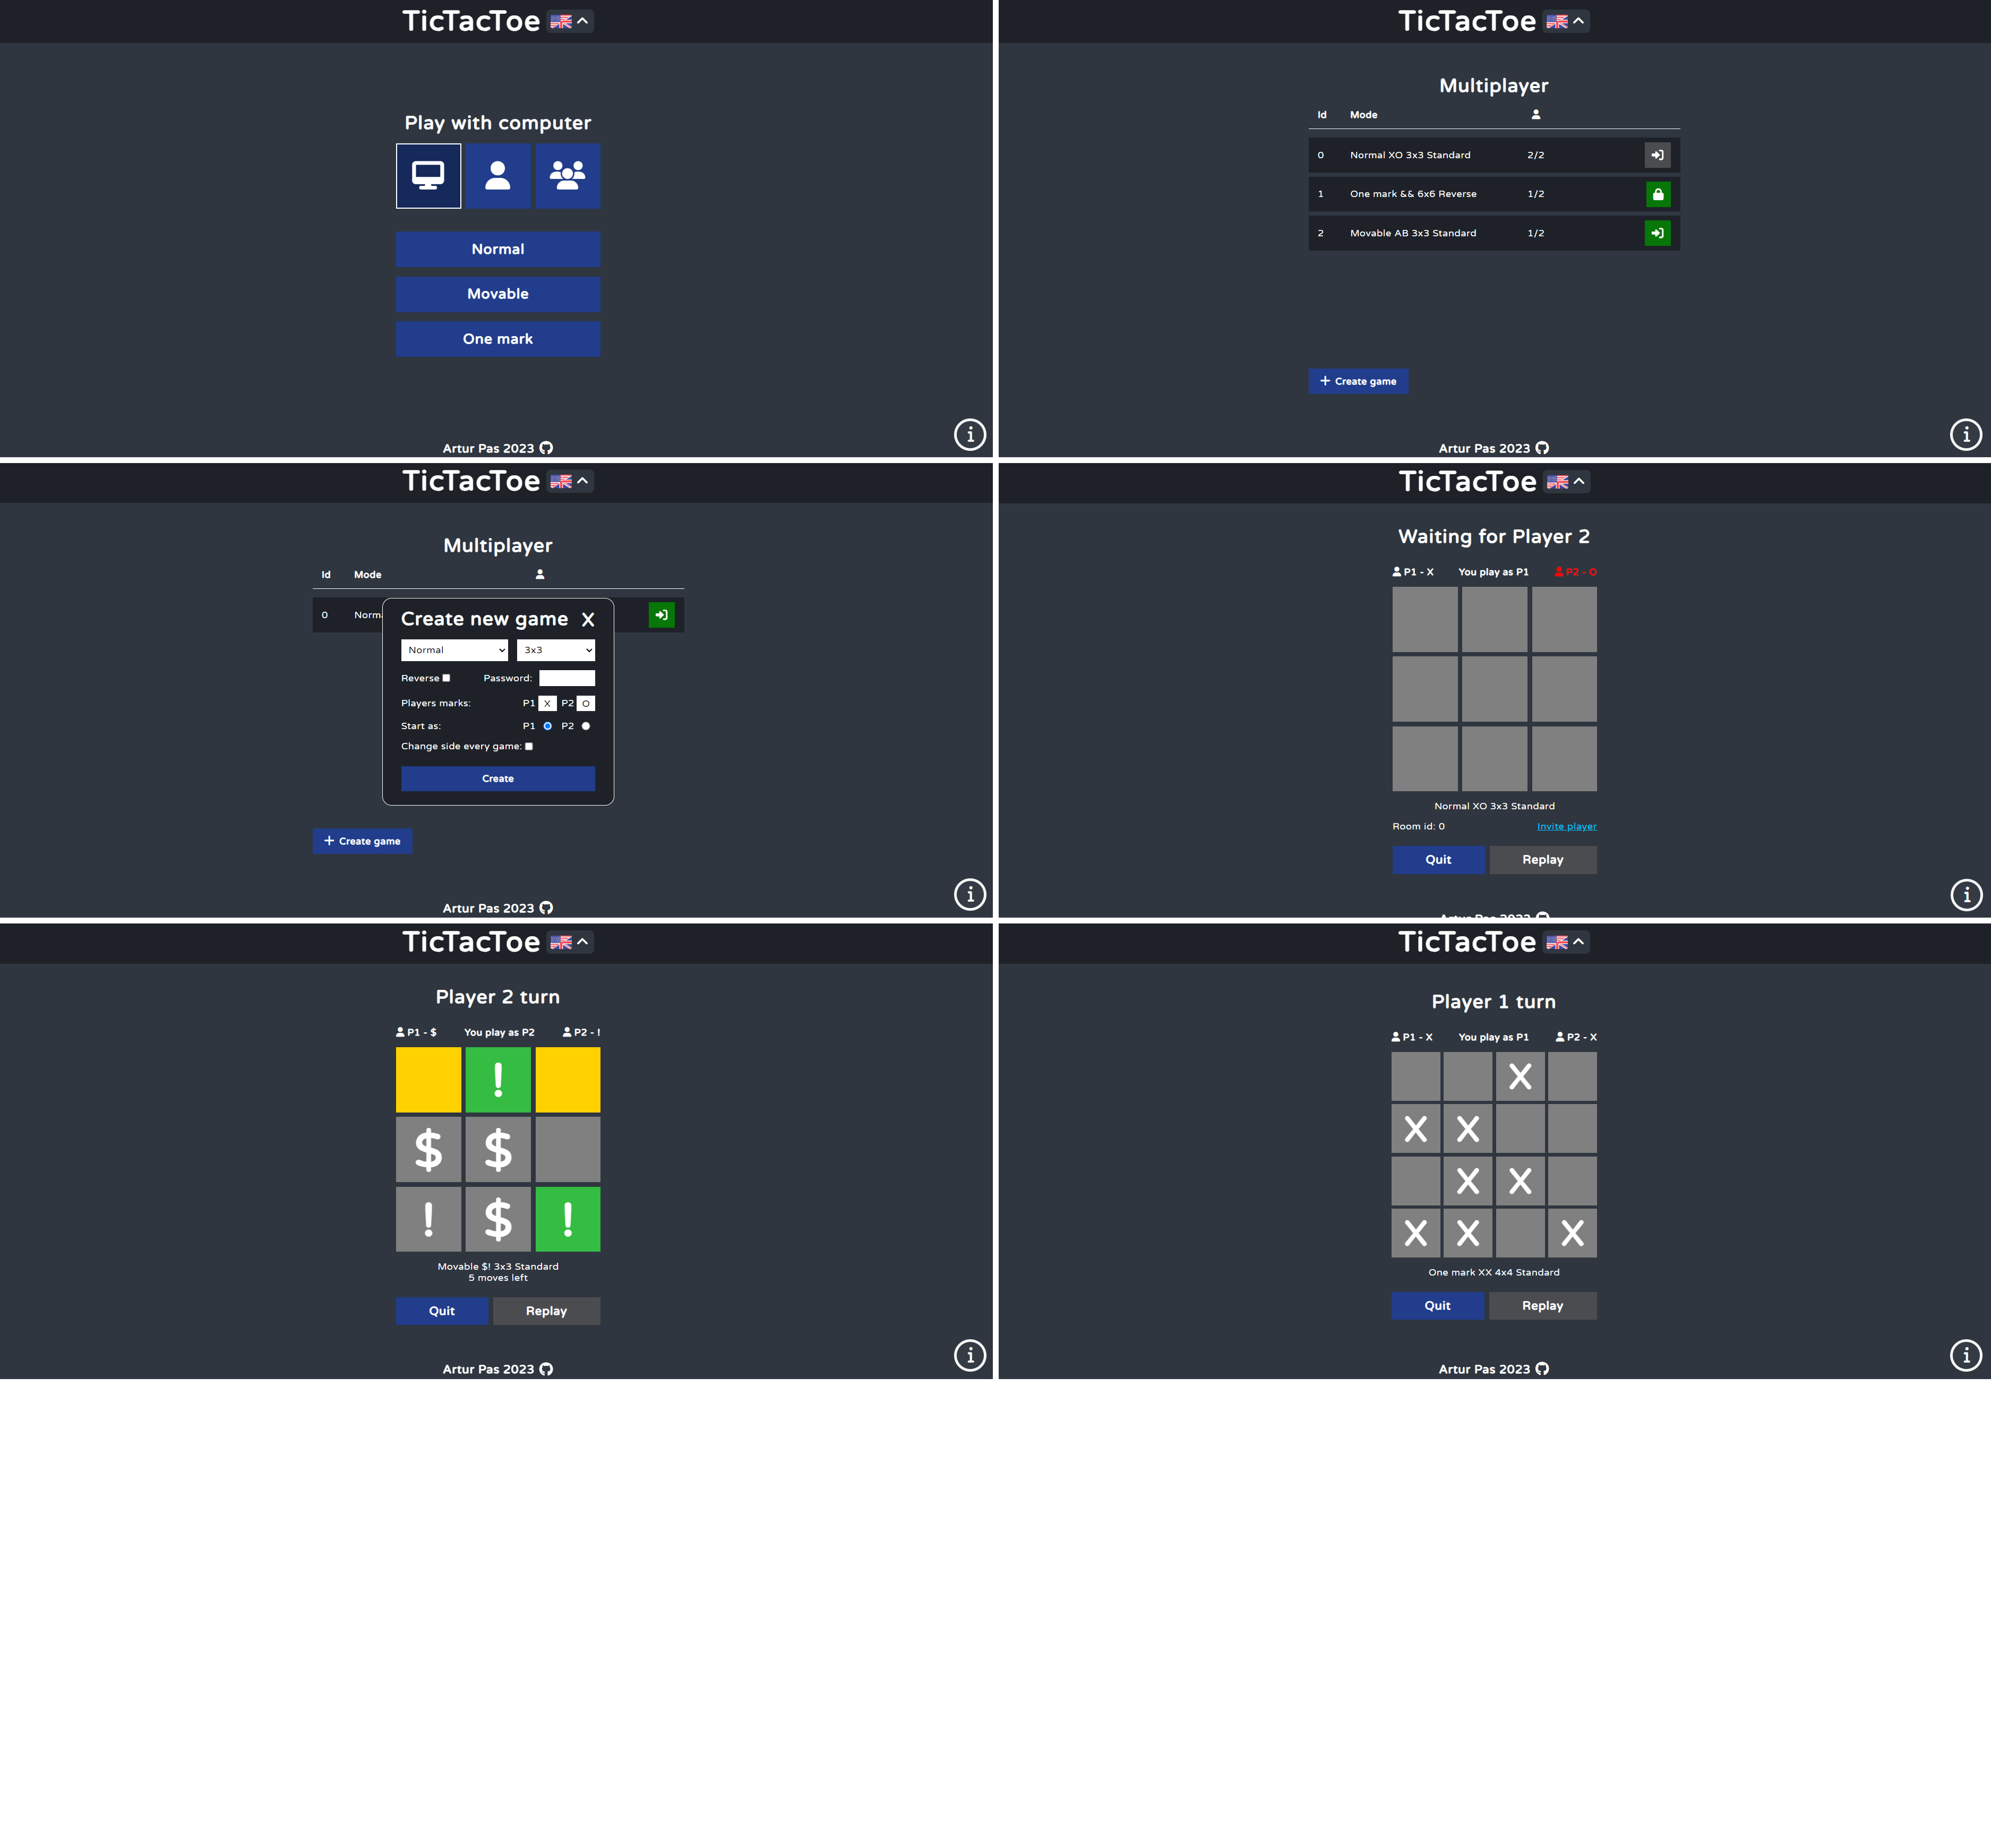 TicTacToe
Play with computer
Normal
Movable
One mark
Artur Pas 2023
TicTacToe
Multiplayer
Id Mode
0 Normal XO 3x3 Standard 2/2
1 One mark && 6x6 Reverse 1/2
2 Movable AB 3x3 Standard 1/2
Create game
Artur Pas 2023
TicTacToe
Multiplayer
Id Mode
0 Norm
Create new game X
Normal 3x3
Reverse Password:
Players marks: P1 X P2 O
Start as: P1 P2
Change side every game:
Create
Create game
Artur Pas 2023
TicTacToe
Waiting for Player 2
P1 - X You play as P1 P2 - O
Normal XO 3x3 Standard
Room id: 0 Invite player
Quit Replay
Artur Pas 2023
TicTacToe
Player 2 turn
P1 - $ You play as P2 P2 - !
!
$ $
! $ !
Movable $! 3x3 Standard
5 moves left
Quit Replay
Artur Pas 2023
TicTacToe
Player 1 turn
P1 - X You play as P1 P2 - X
X
X X
X X
X X X
One mark XX 4x4 Standard
Quit Replay
Artur Pas 2023